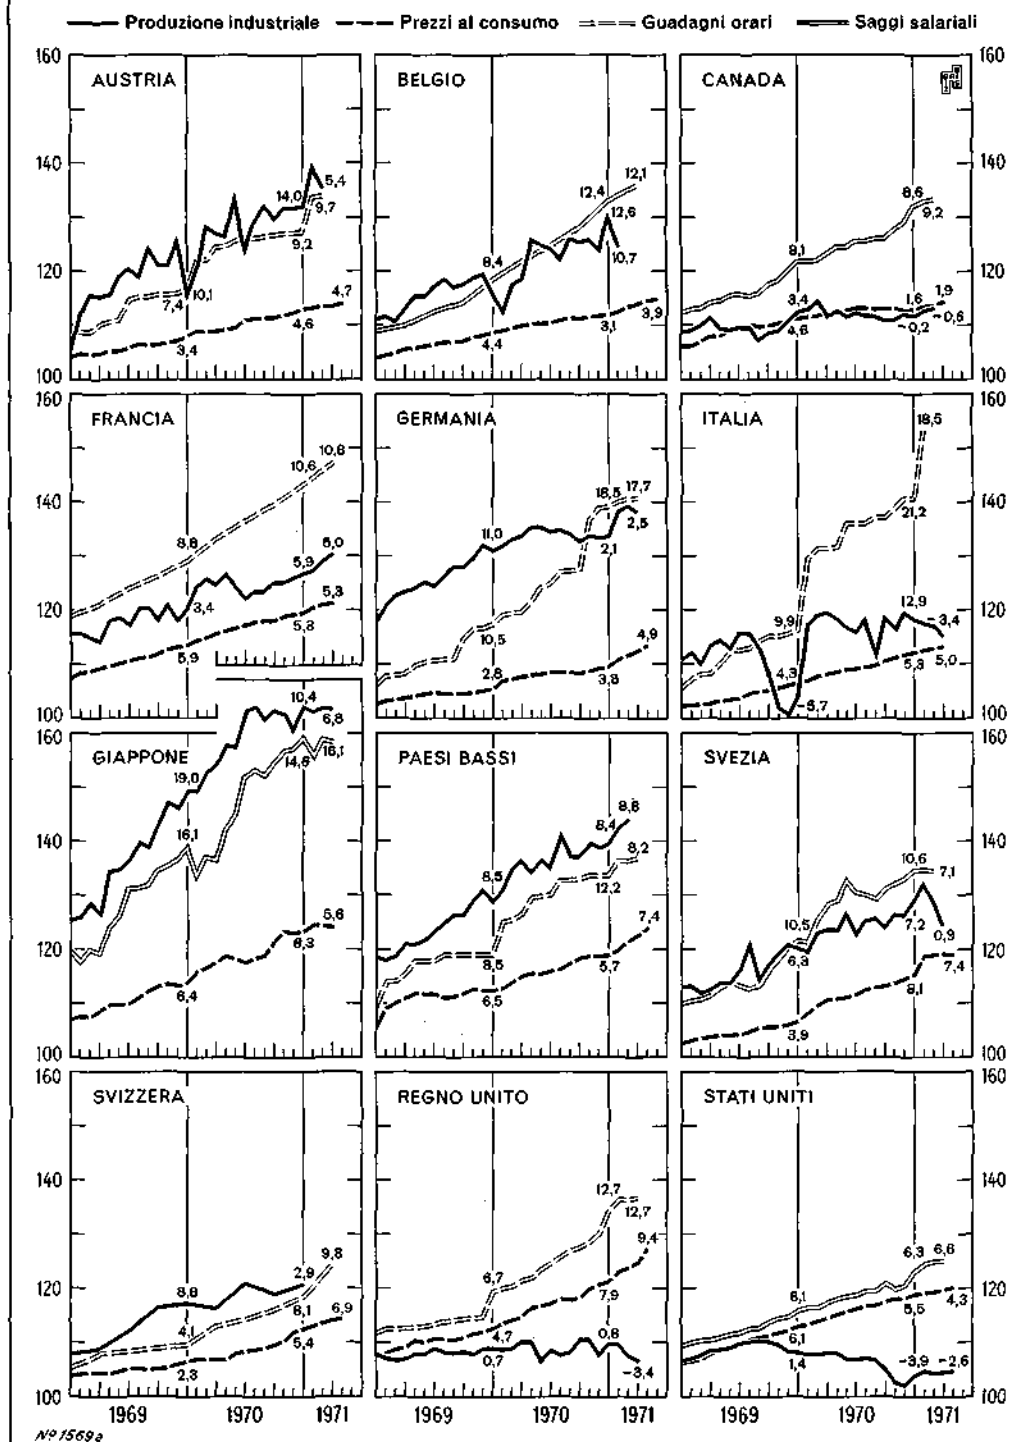 Produzione industriale Prezzi al consumo Guadagni orari Saggi salariali
160 160
AUSTRIA BELGIO CANADA
140 140
120 120
100 100
14,0 5,4 9,7 9,2 7,4 10,1 4,7 4,6 3,4
12,1 12,4 12,6 10,7 8,4 3,9 3,1 4,4
8,6 9,2 8,1 3,4 1,6 1,9 4,6 -0,2 -0,6
160 160
FRANCIA GERMANIA ITALIA
140 140
120 120
100 100
10,6 10,8 8,8 6,0 5,9 3,4 5,3 5,8 5,9
18,5 17,7 2,5 2,1 11,0 10,5 4,9 3,8 2,8
18,5 21,2 9,9 12,9 -3,4 4,3 5,8 5,0 -5,7
160 160
GIAPPONE PAESI BASSI SVEZIA
140 140
120 120
100 100
10,4 6,8 19,0 14,6 16,1 16,1 5,6 6,3 6,4
8,8 8,4 8,2 8,5 12,2 7,4 8,5 5,7 6,5
10,6 7,1 10,5 7,2 0,9 6,8 7,4 8,1 3,9
160 160
SVIZZERA REGNO UNITO STATI UNITI
140 140
120 120
100 100
9,8 2,9 8,8 8,1 6,9 4,1 5,4 2,3
12,7 12,7 9,4 6,7 7,9 4,7 0,8 0,7 -3,4
6,3 6,6 6,1 5,5 4,3 6,1 1,4 -3,9 -2,6
1969 1970 1971 1969 1970 1971 1969 1970 1971
Nº 1569a